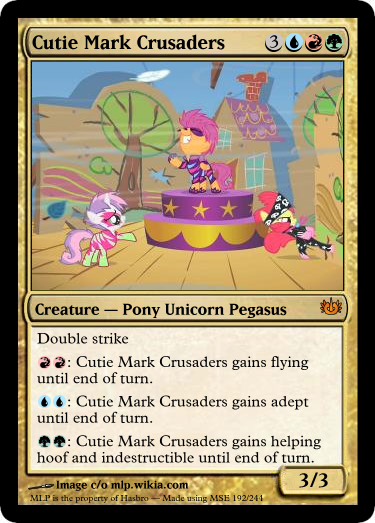 Cutie Mark Crusaders 3
Creature — Pony Unicorn Pegasus
Double strike
: Cutie Mark Crusaders gains flying
until end of turn.
: Cutie Mark Crusaders gains adept
until end of turn.
: Cutie Mark Crusaders gains helping
hoof and indestructible until end of turn.
3/3
Image c/o mlp.wikia.com
MLP is the property of Hasbro — Made using MSE 192/244